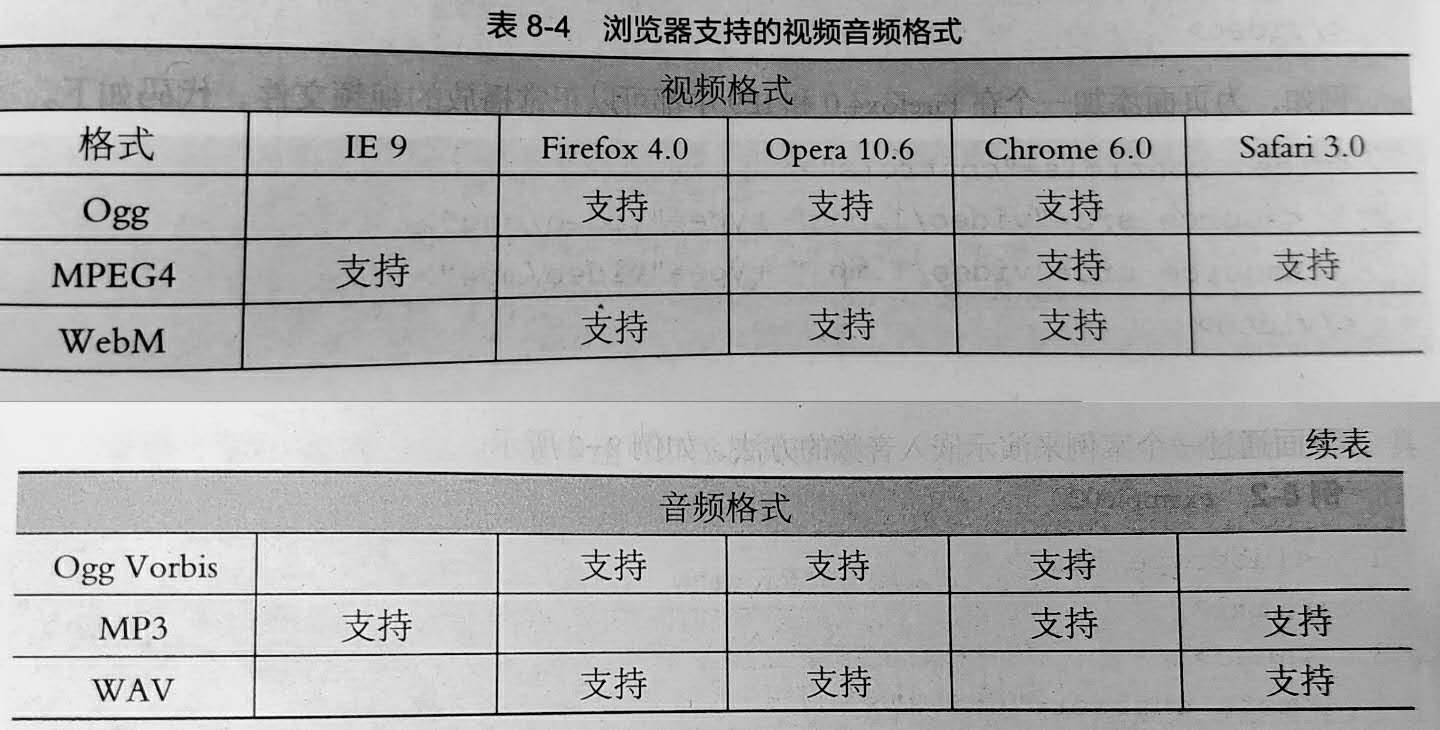 表 8-4 浏览器支持的视频音频格式
视频格式
格式 IE 9 Firefox 4.0 Opera 10.6 Chrome 6.0 Safari 3.0
Ogg 支持 支持 支持
MPEG4 支持 支持 支持
WebM 支持 支持 支持
续表
音频格式
Ogg Vorbis 支持 支持 支持
MP3 支持 支持 支持
WAV 支持 支持 支持